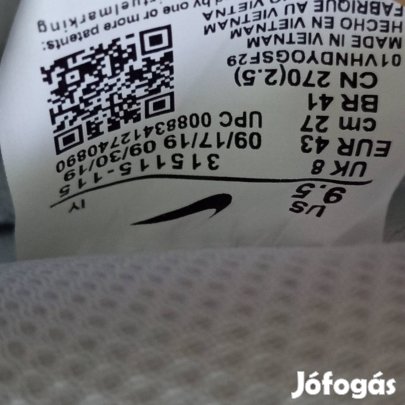 US 9.5
IY
UK 8
315115-115
EUR 43
09/17/19 09/30/19
cm 27
UPC 00883412740890
BR 41
CN 270(2.5)
01VHNDYOGSF29
MADE IN VIETNAM
HECHO EN VIETNAM
FABRIQUE AU VIETNAM
by one or more patents:
Jófogás